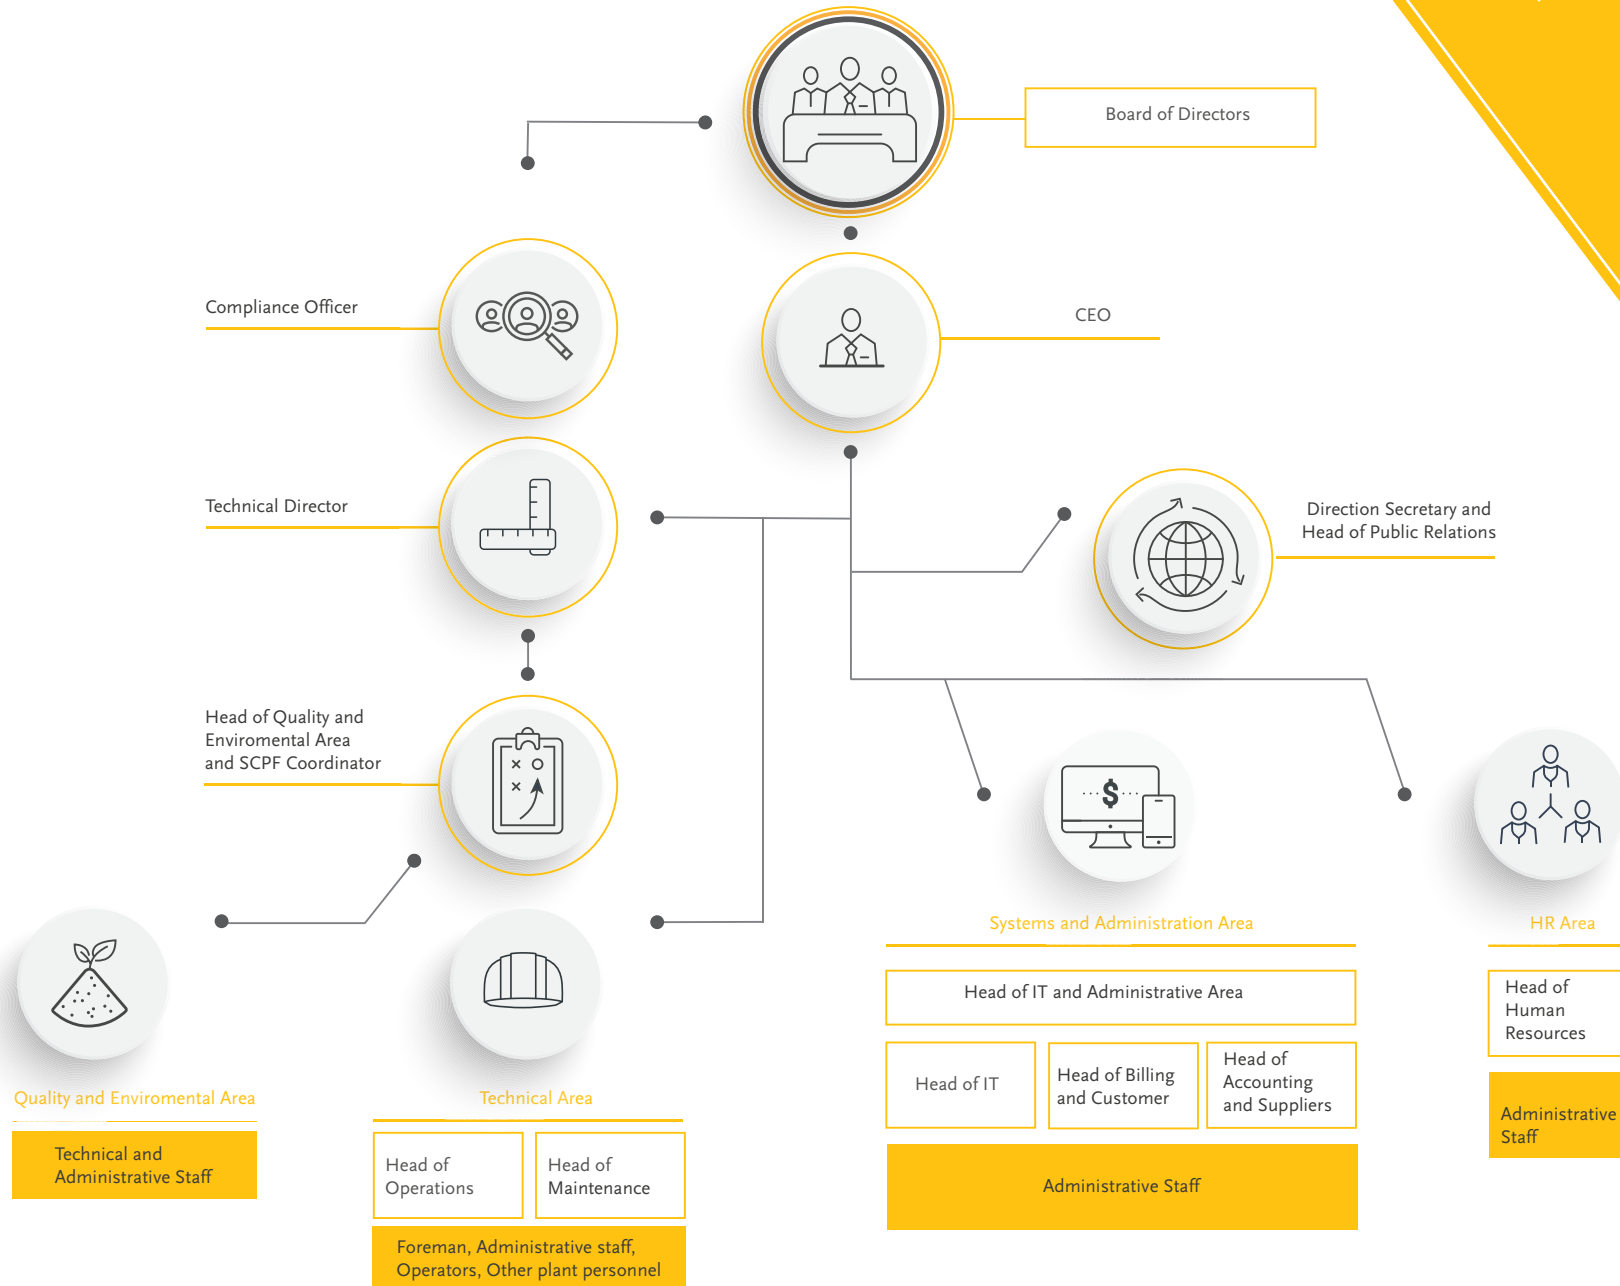 Board of Directors
Compliance Officer
CEO
Technical Director
Direction Secretary and
Head of Public Relations
Head of Quality and
Enviromental Area
and SCPF Coordinator
$
Systems and Administration Area
HR Area
Head of IT and Administrative Area
Head of
Human
Resources
Head of IT
Head of Billing
and Customer
Head of
Accounting
and Suppliers
Administrative
Staff
Administrative Staff
Quality and Enviromental Area
Technical and
Administrative Staff
Technical Area
Head of
Operations
Head of
Maintenance
Foreman, Administrative staff,
Operators, Other plant personnel